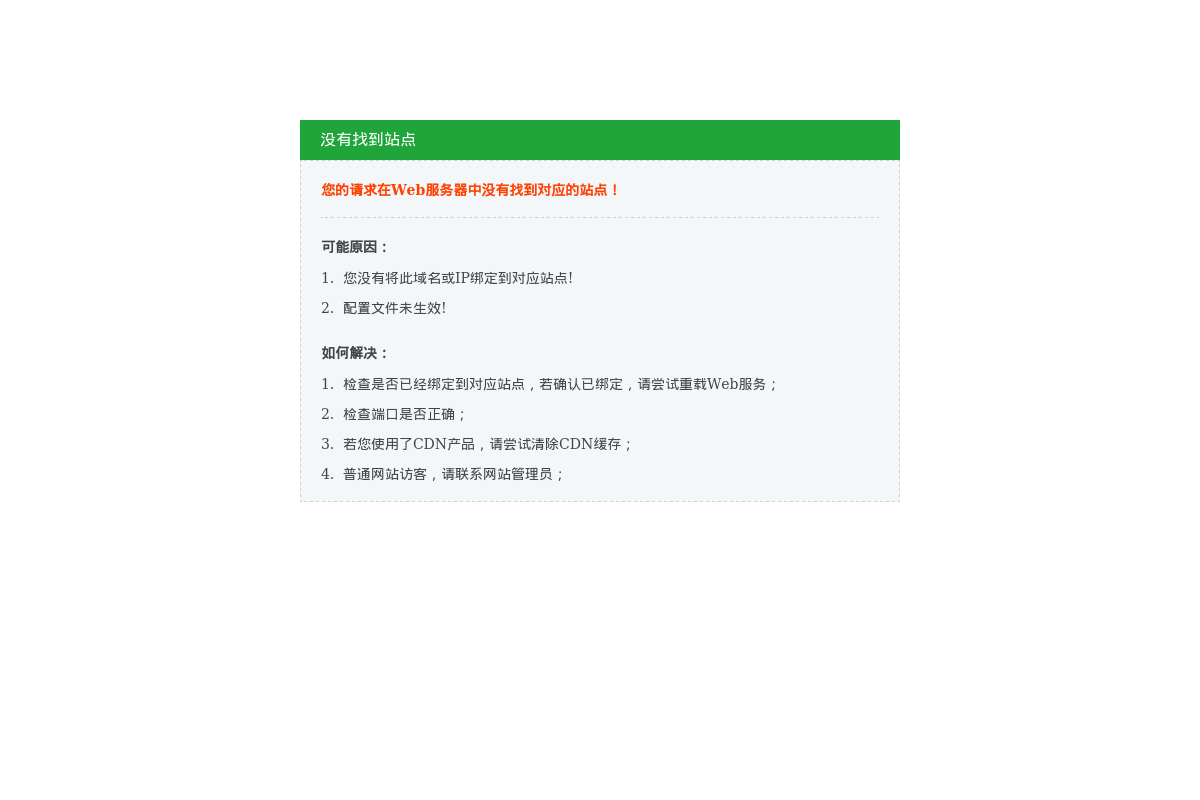 没有找到站点
您的请求在Web服务器中没有找到对应的站点！
可能原因：
1. 您没有将此域名或IP绑定到对应站点!
2. 配置文件未生效!
如何解决：
1. 检查是否已经绑定到对应站点，若确认已绑定，请尝试重载Web服务；
2. 检查端口是否正确；
3. 若您使用了CDN产品，请尝试清除CDN缓存；
4. 普通网站访客，请联系网站管理员；